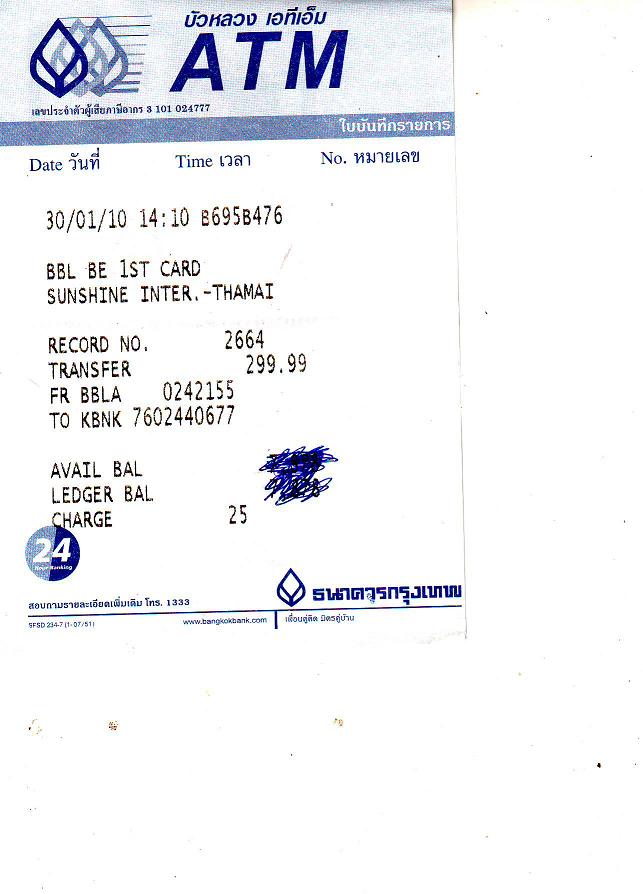 บัวหลวง เอทีเอ็ม
ATM
เลขประจำตัวผู้เสียภาษีอากร 3 101 024777
ใบบันทึกรายการ
Date วันที่ Time เวลา No. หมายเลข
30/01/10 14:10 B695B476
BBL BE 1ST CARD
SUNSHINE INTER.-THAMAI
RECORD NO. 2664
TRANSFER 299.99
FR BBLA 0242155
TO KBNK 7602440677
AVAIL BAL
LEDGER BAL
CHARGE 25
24
Hour Banking
ธนาคารกรุงเทพ
สอบถามรายละเอียดเพิ่มเติม โทร. 1333
SFSD 234-7 (1-07/51) www.bangkokbank.com เพื่อนคู่คิด มิตรคู่บ้าน